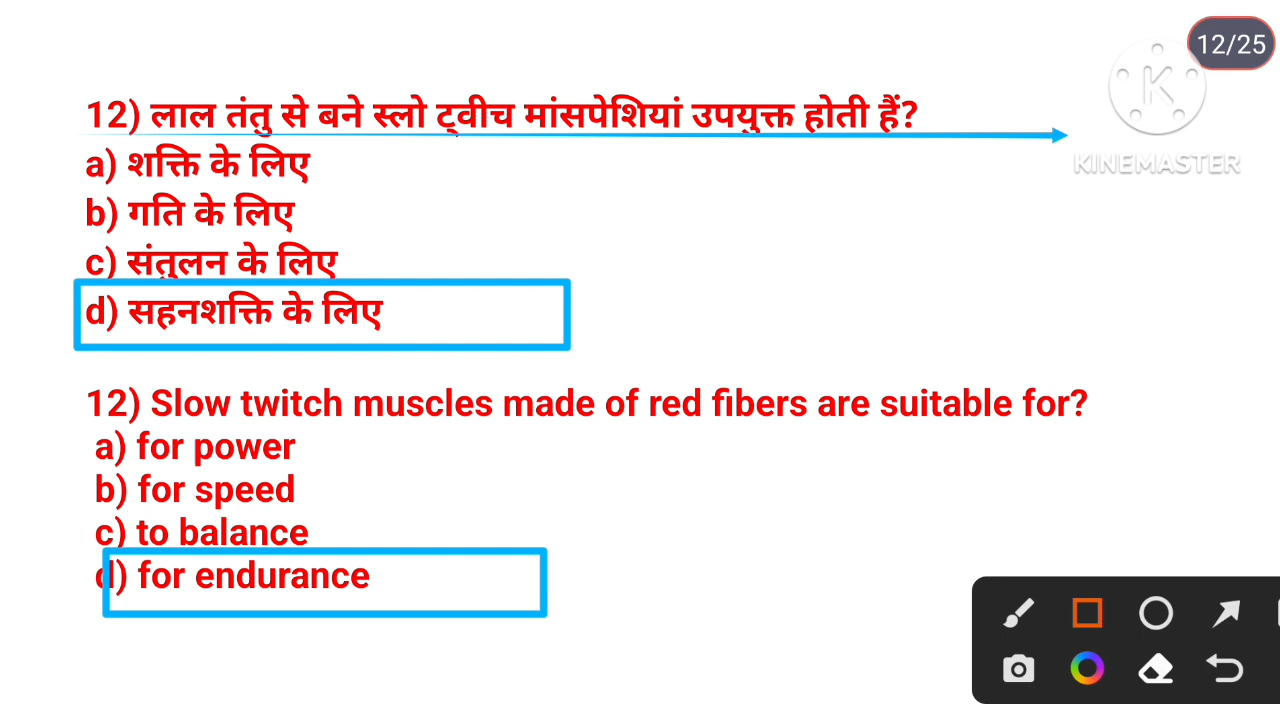 12/25
KINEMASTER
12) लाल तंतु से बने स्लो ट्वीच मांसपेशियां उपयुक्त होती हैं?
a) शक्ति के लिए
b) गति के लिए
c) संतुलन के लिए
d) सहनशक्ति के लिए
12) Slow twitch muscles made of red fibers are suitable for?
a) for power
b) for speed
c) to balance
d) for endurance